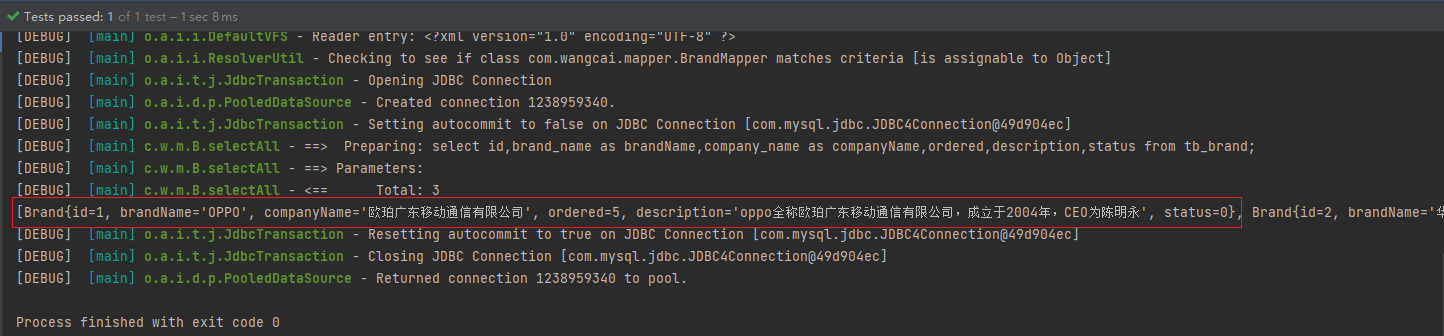 Tests passed: 1 of 1 test – 1 sec 8 ms
[DEBUG] [main] o.a.i.i.DefaultVFS - Reader entry: <?xml version="1.0" encoding="UTF-8" ?>
[DEBUG] [main] o.a.i.i.ResolverUtil - Checking to see if class com.wangcai.mapper.BrandMapper matches criteria [is assignable to Object]
[DEBUG] [main] o.a.i.t.j.JdbcTransaction - Opening JDBC Connection
[DEBUG] [main] o.a.i.d.p.PooledDataSource - Created connection 1238959340.
[DEBUG] [main] o.a.i.t.j.JdbcTransaction - Setting autocommit to false on JDBC Connection [com.mysql.jdbc.JDBC4Connection@49d904ec]
[DEBUG] [main] c.w.m.B.selectAll - ==>  Preparing: select id,brand_name as brandName,company_name as companyName,ordered,description,status from tb_brand;
[DEBUG] [main] c.w.m.B.selectAll - ==> Parameters:
[DEBUG] [main] c.w.m.B.selectAll - <==      Total: 3
[Brand{id=1, brandName='OPPO', companyName='欧珀广东移动通信有限公司', ordered=5, description='oppo全称欧珀广东移动通信有限公司，成立于2004年，CEO为陈明永', status=0}, Brand{id=2, brandName='华
[DEBUG] [main] o.a.i.t.j.JdbcTransaction - Resetting autocommit to true on JDBC Connection [com.mysql.jdbc.JDBC4Connection@49d904ec]
[DEBUG] [main] o.a.i.t.j.JdbcTransaction - Closing JDBC Connection [com.mysql.jdbc.JDBC4Connection@49d904ec]
[DEBUG] [main] o.a.i.d.p.PooledDataSource - Returned connection 1238959340 to pool.
Process finished with exit code 0